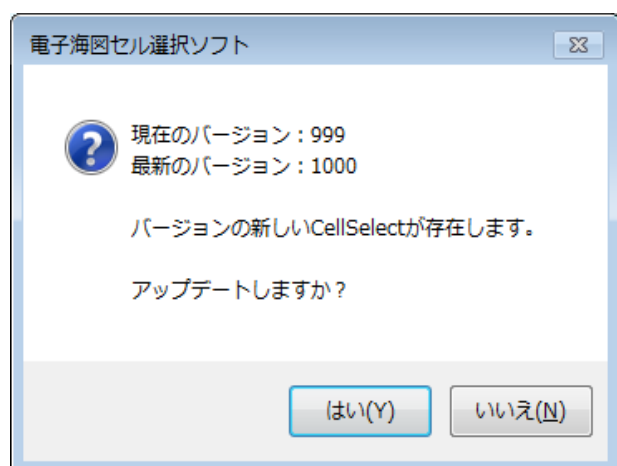 電子海図セル選択ソフト
現在のバージョン：999
最新のバージョン：1000
バージョンの新しいCellSelectが存在します。
アップデートしますか？
はい(Y)
いいえ(N)